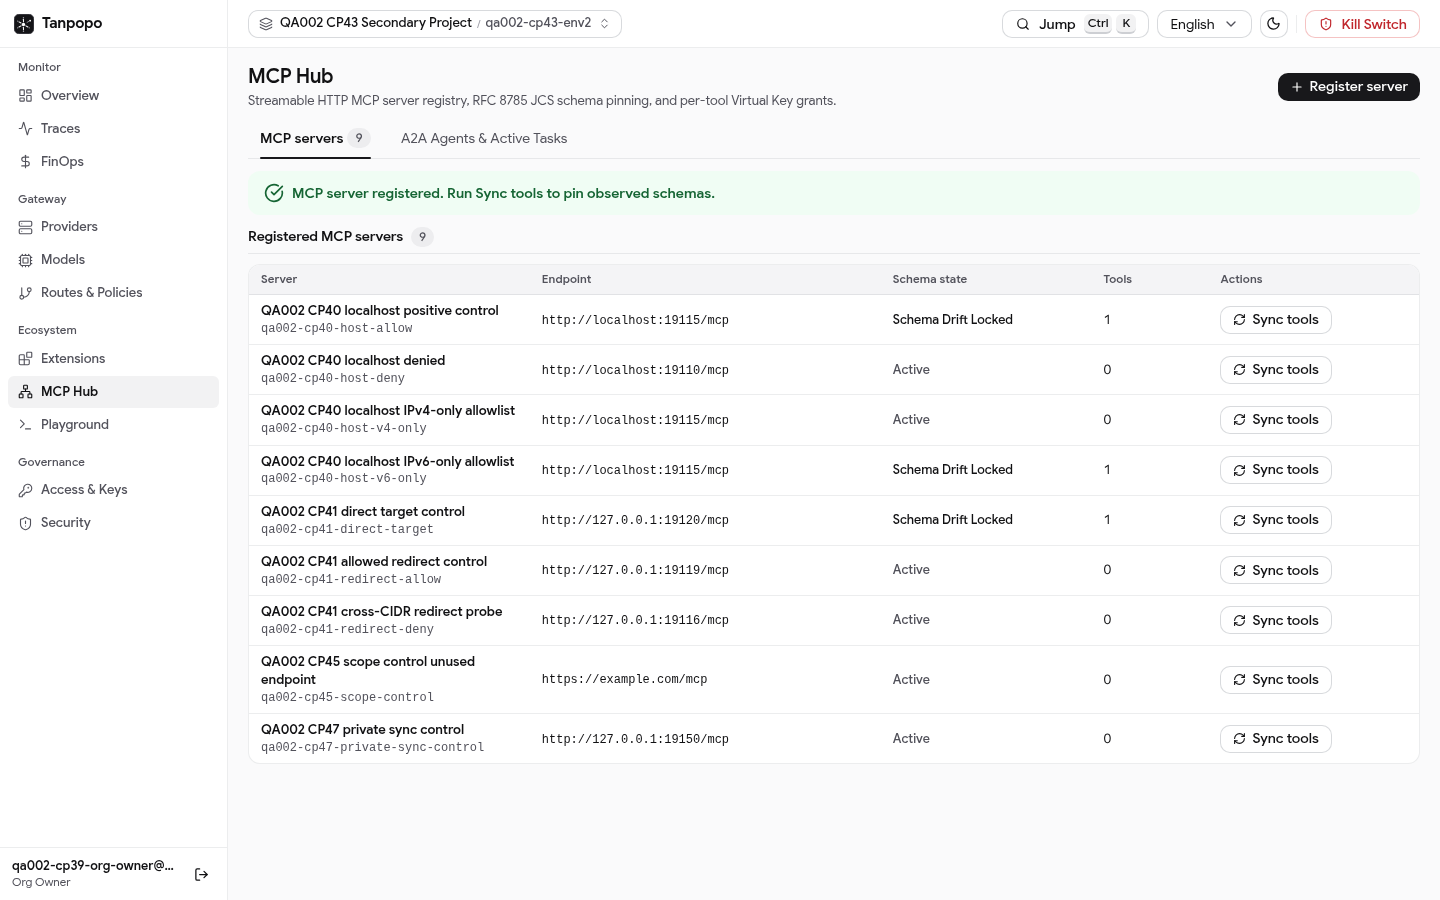 Tanpopo
QA002 CP43 Secondary Project / qa002-cp43-env2
Jump Ctrl K
English
Kill Switch
Monitor
Overview
Traces
FinOps
Gateway
Providers
Models
Routes & Policies
Ecosystem
Extensions
MCP Hub
Playground
Governance
Access & Keys
Security
qa002-cp39-org-owner@...
Org Owner
MCP Hub
Streamable HTTP MCP server registry, RFC 8785 JCS schema pinning, and per-tool Virtual Key grants.
+ Register server
MCP servers 9
A2A Agents & Active Tasks
MCP server registered. Run Sync tools to pin observed schemas.
Registered MCP servers 9
Server Endpoint Schema state Tools Actions
QA002 CP40 localhost positive control
qa002-cp40-host-allow
http://localhost:19115/mcp Schema Drift Locked 1 Sync tools
QA002 CP40 localhost denied
qa002-cp40-host-deny
http://localhost:19110/mcp Active 0 Sync tools
QA002 CP40 localhost IPv4-only allowlist
qa002-cp40-host-v4-only
http://localhost:19115/mcp Active 0 Sync tools
QA002 CP40 localhost IPv6-only allowlist
qa002-cp40-host-v6-only
http://localhost:19115/mcp Schema Drift Locked 1 Sync tools
QA002 CP41 direct target control
qa002-cp41-direct-target
http://127.0.0.1:19120/mcp Schema Drift Locked 1 Sync tools
QA002 CP41 allowed redirect control
qa002-cp41-redirect-allow
http://127.0.0.1:19119/mcp Active 0 Sync tools
QA002 CP41 cross-CIDR redirect probe
qa002-cp41-redirect-deny
http://127.0.0.1:19116/mcp Active 0 Sync tools
QA002 CP45 scope control unused
endpoint
qa002-cp45-scope-control
https://example.com/mcp Active 0 Sync tools
QA002 CP47 private sync control
qa002-cp47-private-sync-control
http://127.0.0.1:19150/mcp Active 0 Sync tools